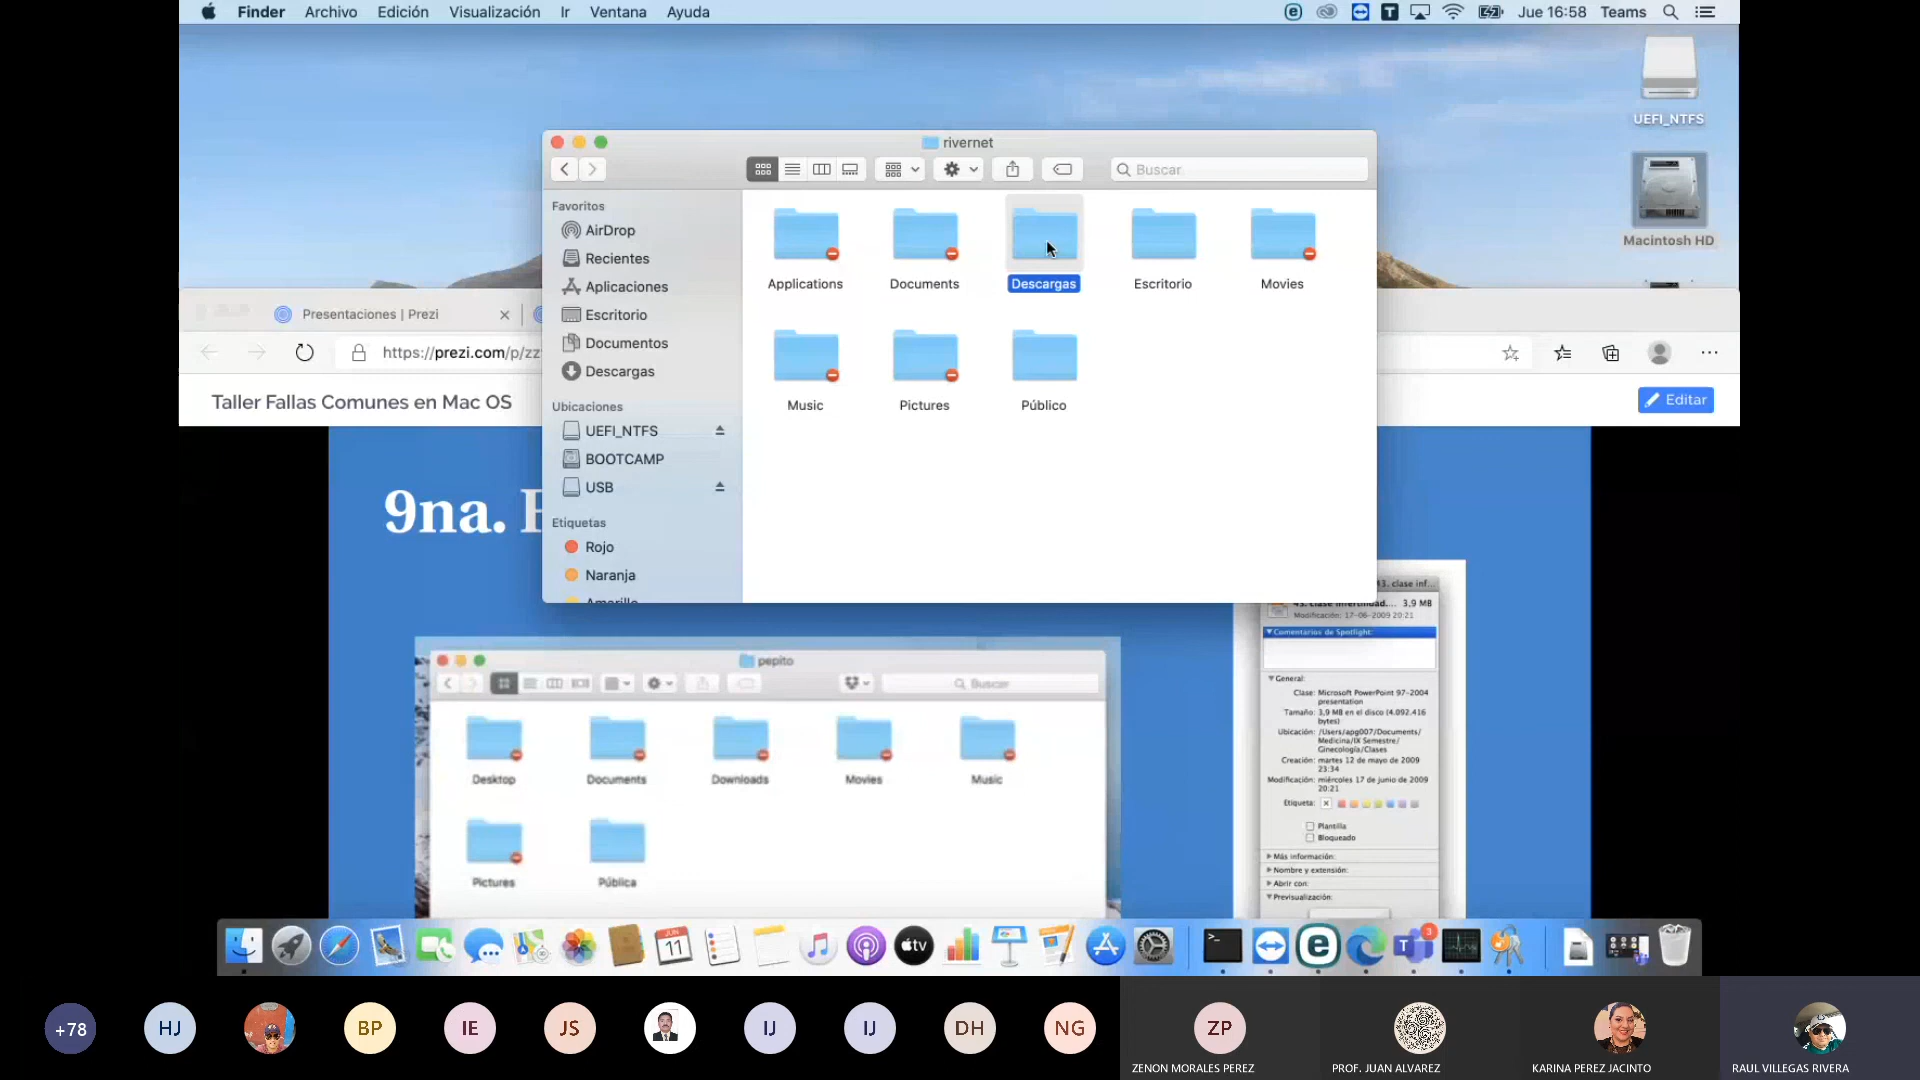 Finder Archivo Edición Visualización Ir Ventana Ayuda
Jue 16:58 Teams
UEFI_NTFS
Macintosh HD
rivernet
Buscar
Favoritos
AirDrop
Recientes
Aplicaciones
Escritorio
Documentos
Descargas
Ubicaciones
UEFI_NTFS
BOOTCAMP
USB
Etiquetas
Rojo
Naranja
Amarillo
Applications Documents Descargas Escritorio Movies
Music Pictures Público
Presentaciones | Prezi
https://prezi.com/p/zz
Taller Fallas Comunes en Mac OS
Editar
9na.
pepito
Buscar
Desktop Documents Downloads Movies Music
Pictures Pública
43. clase inf...
43. clase infertilidad.... 3,9 MB
Modificación: 17-06-2009 20:21
Comentarios de Spotlight:
General:
Clase: Microsoft PowerPoint 97-2004
presentation
Tamaño: 3,9 MB en el disco (4.092.416
bytes)
Ubicación: /Users/apg007/Documents/
Medicina/IX Semestre/
Ginecología/Clases
Creación: martes 12 de mayo de 2009
23:34
Modificación: miércoles 17 de junio de 2009
20:21
Etiqueta:
Plantilla
Bloqueado
Más información:
Nombre y extensión:
Abrir con:
Previsualización:
JUN
11
tv
3
+78 HJ BP IE JS IJ IJ DH NG ZP
ZENON MORALES PEREZ
PROF. JUAN ALVAREZ
KARINA PEREZ JACINTO
RAUL VILLEGAS RIVERA